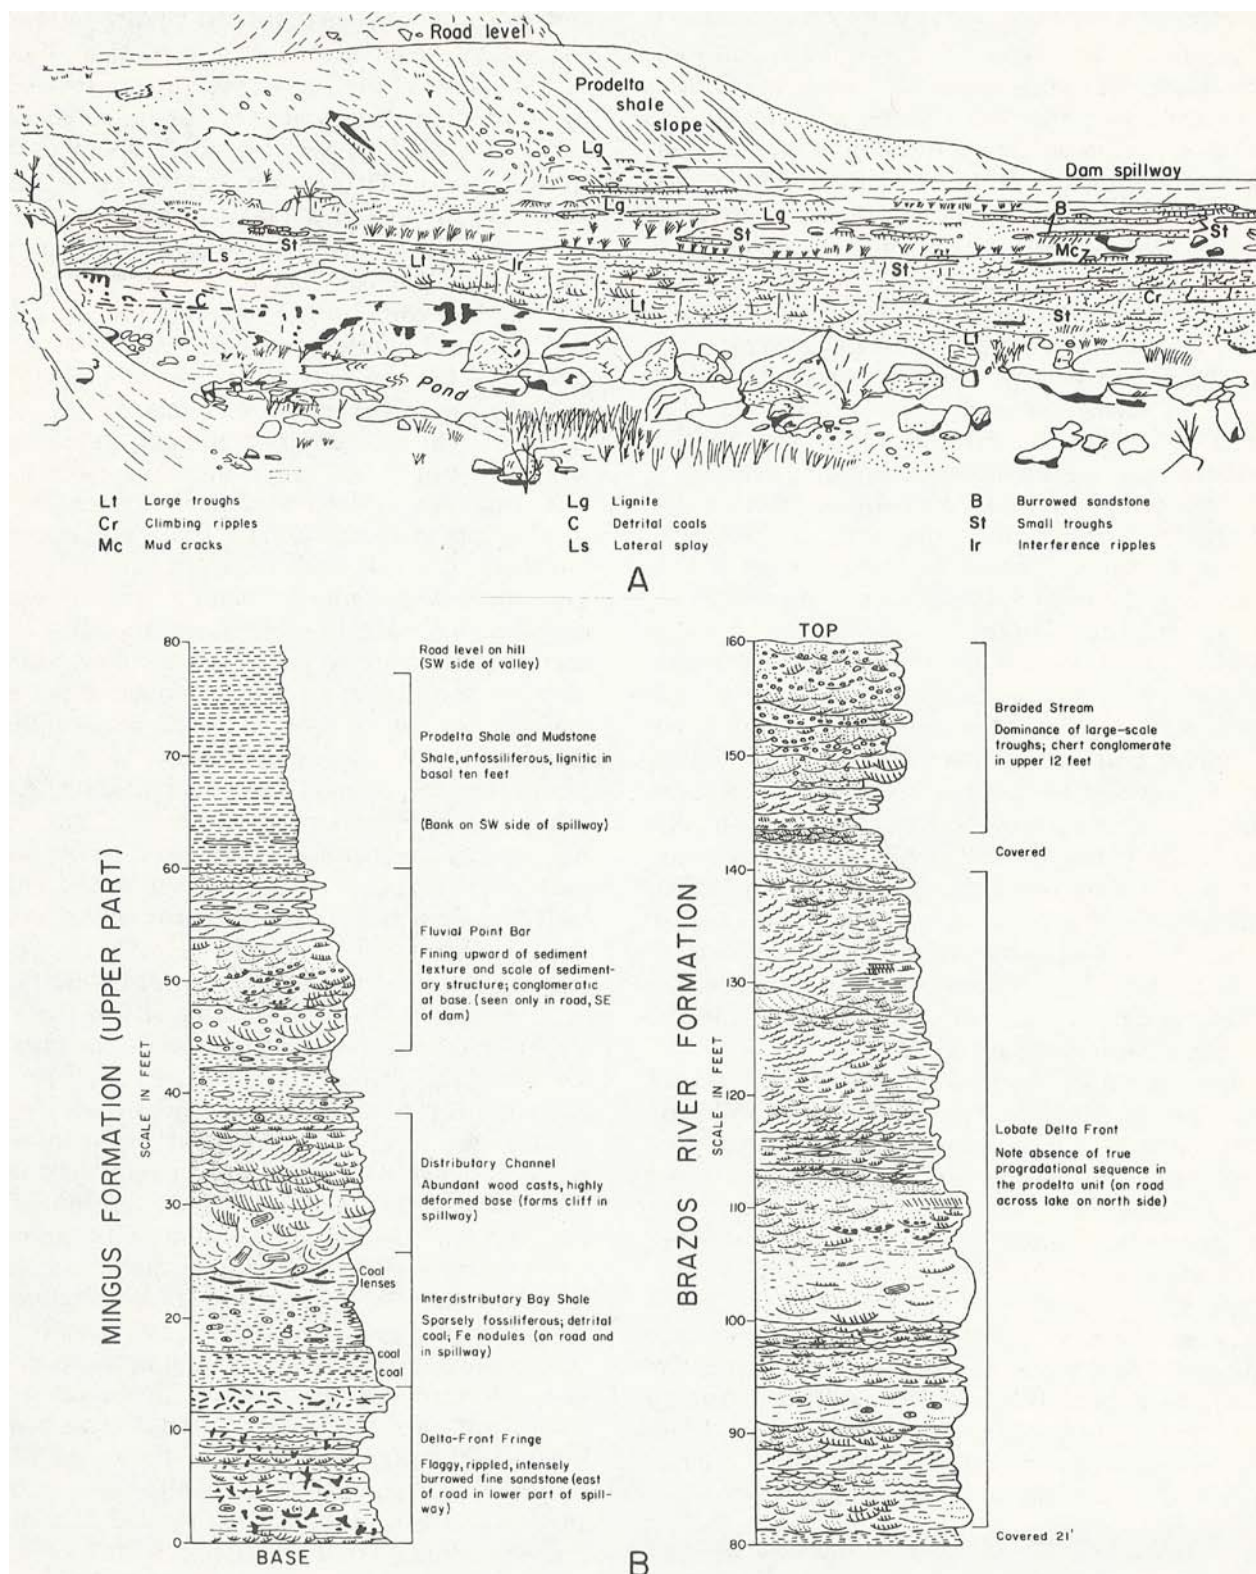 Road level
Prodelta
shale
slope
Lg
Dam spillway
Lg
Lg
B
St
St
St
Mc
Ls
Lt
Ir
St
Cr
C
Lt
St
Lt
Pond
Lt Large troughs
Cr Climbing ripples
Mc Mud cracks
Lg Lignite
C Detrital coals
Ls Lateral splay
B Burrowed sandstone
St Small troughs
Ir Interference ripples
A
MINGUS FORMATION (UPPER PART)
SCALE IN FEET
80
70
60
50
40
30
20
10
0
BASE
Road level on hill
(SW side of valley)
Prodelta Shale and Mudstone
Shale, unfossiliferous, lignitic in
basal ten feet
(Bank on SW side of spillway)
Fluvial Point Bar
Fining upward of sediment
texture and scale of sediment-
ary structure; conglomeratic
at base. (seen only in road, SE
of dam)
Distributary Channel
Abundant wood casts, highly
deformed base (forms cliff in
spillway)
Coal
lenses
Interdistributary Bay Shale
Sparsely fossiliferous; detrital
coal; Fe nodules (on road and
in spillway)
coal
coal
Delta-Front Fringe
Flaggy, rippled, intensely
burrowed fine sandstone (east
of road in lower part of spill-
way)
BRAZOS RIVER FORMATION
SCALE IN FEET
TOP
160
150
140
130
120
110
100
90
80
Braided Stream
Dominance of large-scale
troughs; chert conglomerate
in upper 12 feet
Covered
Lobate Delta Front
Note absence of true
progradational sequence in
the prodelta unit (on road
across lake on north side)
Covered 21'
B